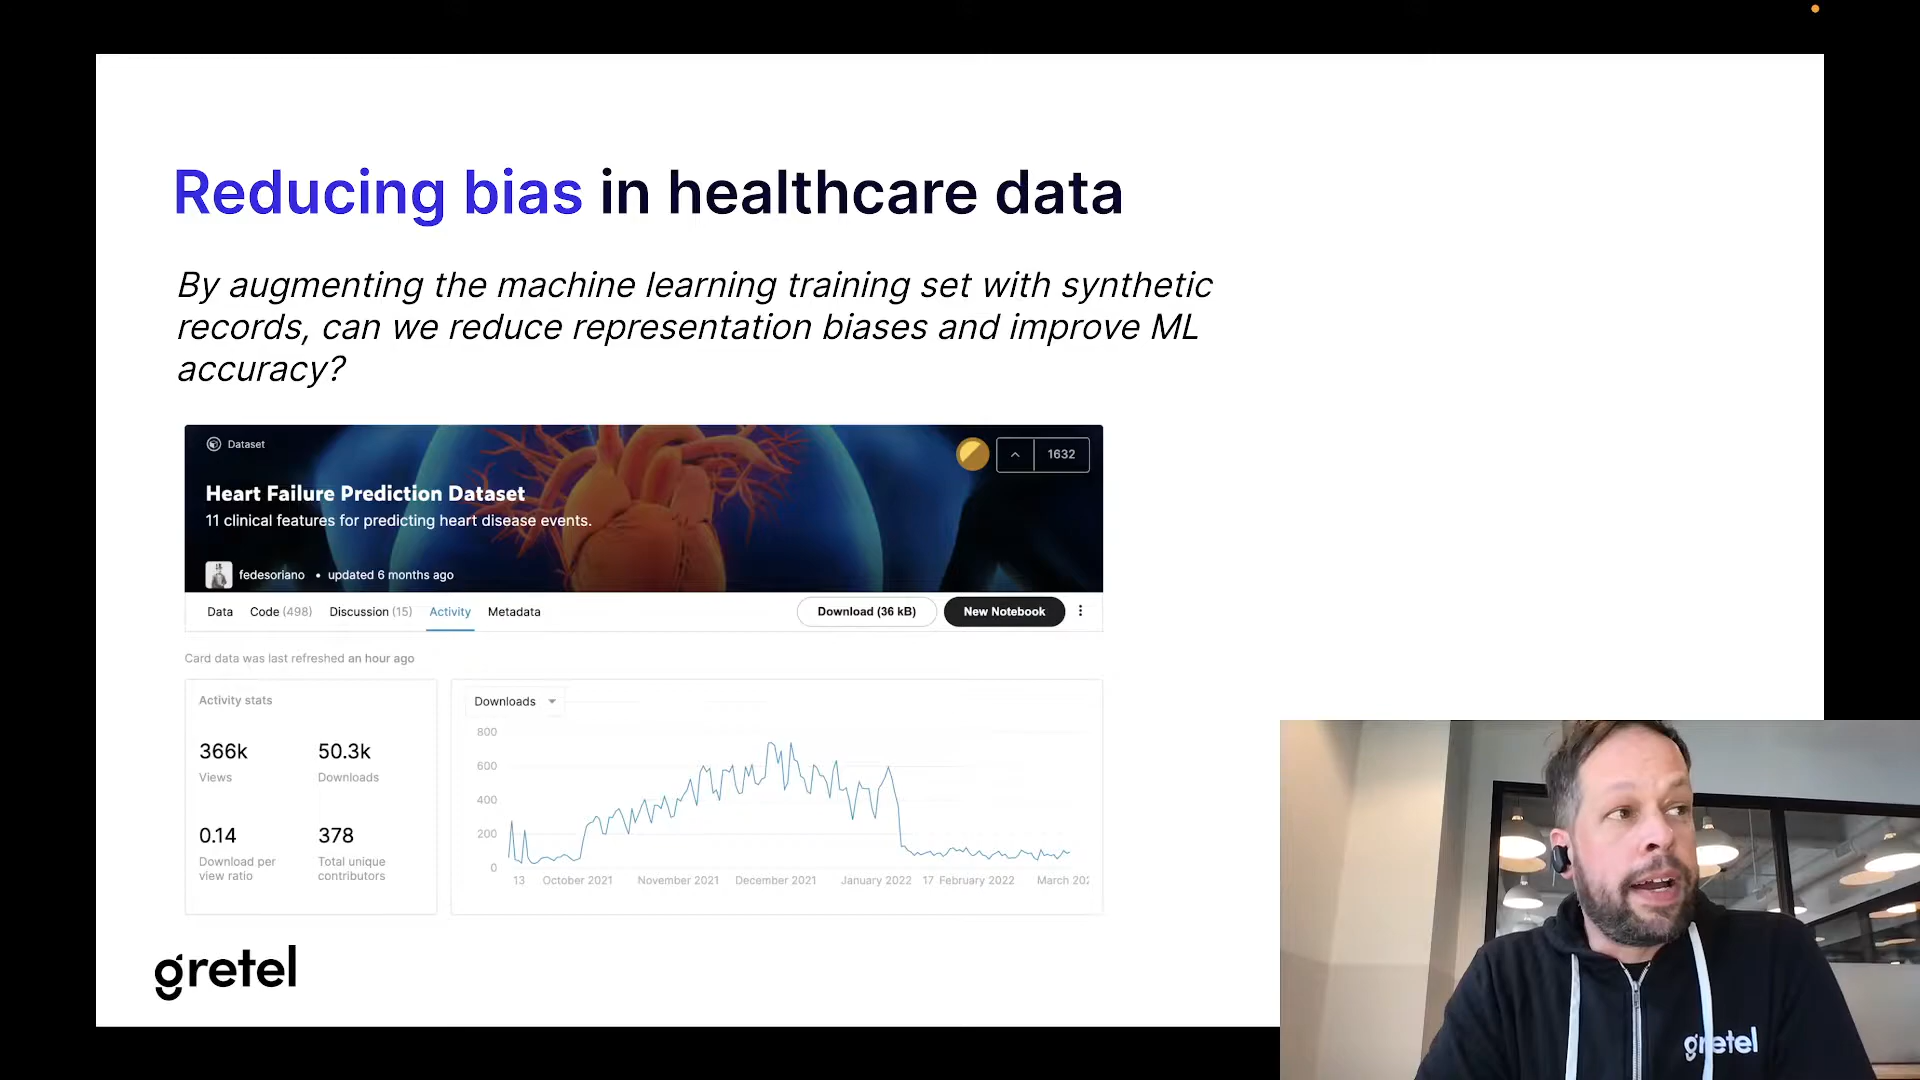 Reducing bias in healthcare data
By augmenting the machine learning training set with synthetic
records, can we reduce representation biases and improve ML
accuracy?
Dataset
1632
Heart Failure Prediction Dataset
11 clinical features for predicting heart disease events.
fedesoriano • updated 6 months ago
Data Code (498) Discussion (15) Activity Metadata Download (36 kB) New Notebook
Card data was last refreshed an hour ago
Activity stats
366k 50.3k
Views Downloads
0.14 378
Download per Total unique
view ratio contributors
Downloads
800
600
400
200
0
13 October 2021 November 2021 December 2021 January 2022 17 February 2022 March 202
gretel
gretel